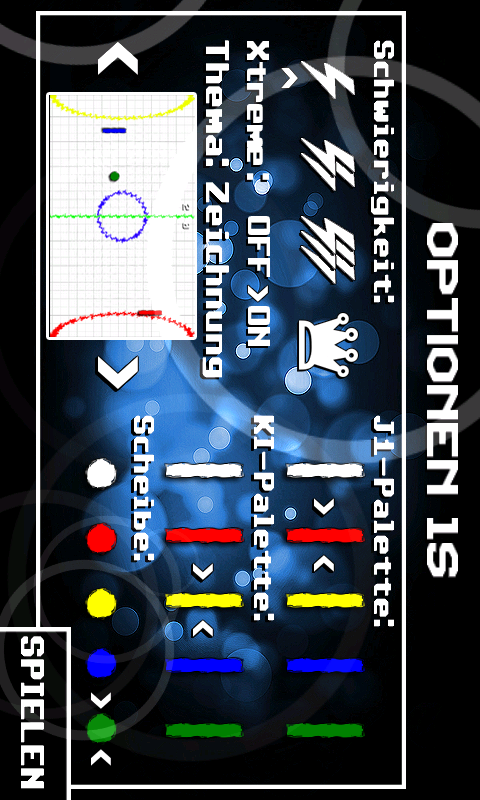 OPTIONEN 1S
Schwierigkeit:
Xtreme: OFF>ON
Thema: Zeichnung
J1-Palette:
KI-Palette:
Scheibe:
SPIELEN